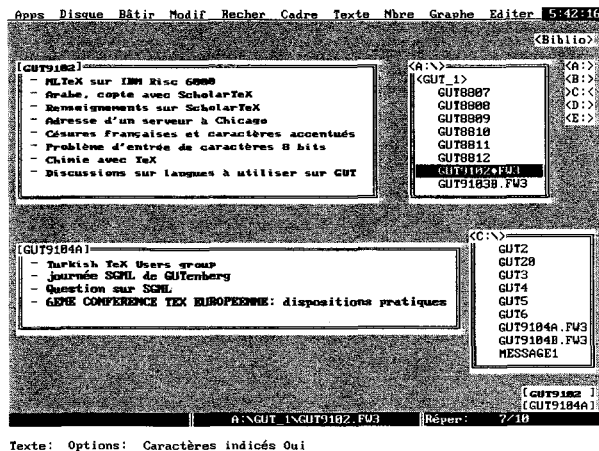 Apps Disque Bâtir Modif Recher Cadre Texte Nbre Graphe Editer 5:42:16
<Biblio>
[GUT9102]
- MLTeX sur IBM Risc 6000
- Arabe, copte avec ScholarTeX
- Renseignements sur ScholarTeX
- Adresse d'un serveur à Chicago
- Césures françaises et caractères accentués
- Problème d'entrée de caractères 8 bits
- Chimie avec TeX
- Discussions sur langues à utiliser sur GUT
<A:\>
<GUT_1>
GUT8807
GUT8808
GUT8809
GUT8810
GUT8811
GUT8812
GUT9102◆FW3
GUT9103B.FW3
<A:>
<B:>
>C:<
<D:>
<E:>
[GUT9104A]
- Turkish TeX Users group
- journée SGML de GUTenberg
- Question sur SGML
- 6EME CONFERENCE TEX EUROPEENNE: dispositions pratiques
<C:\>
GUT2
GUT20
GUT3
GUT4
GUT5
GUT6
GUT9104A.FW3
GUT9104B.FW3
MESSAGE1
[GUT9102 ]
[GUT9104A]
A:\GUT_1\GUT9102.FW3 Réper: 7/10
Texte: Options: Caractères indicés Oui